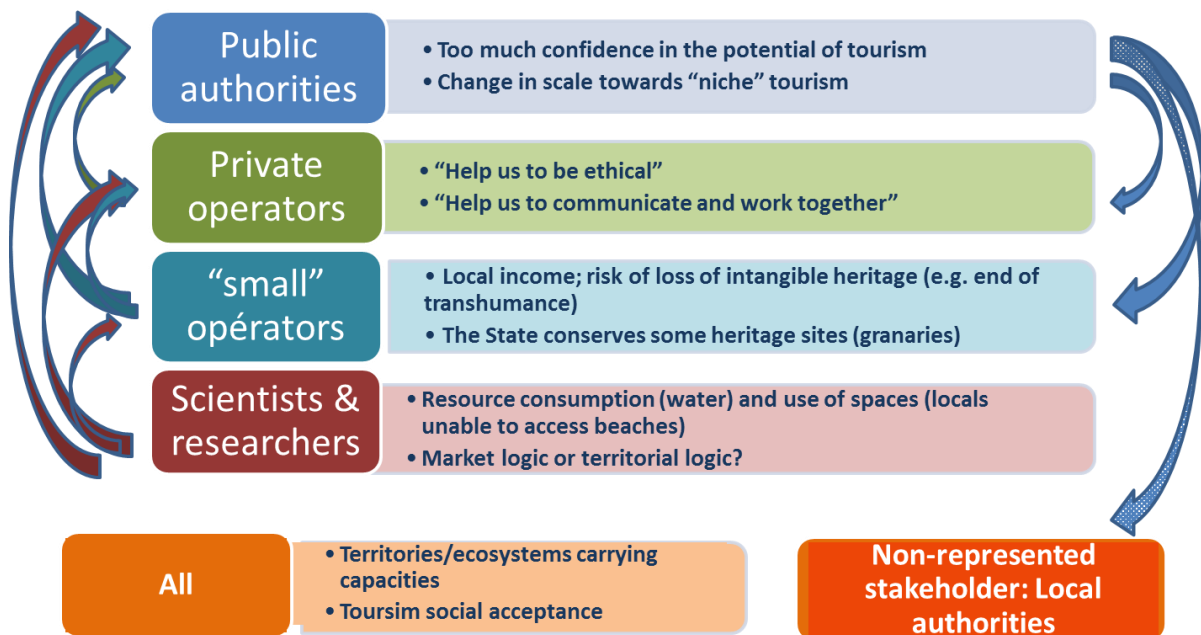 Public
authorities
• Too much confidence in the potential of tourism
• Change in scale towards “niche” tourism
Private
operators
• “Help us to be ethical”
• “Help us to communicate and work together”
“small”
opérators
• Local income; risk of loss of intangible heritage (e.g. end of
transhumance)
• The State conserves some heritage sites (granaries)
Scientists &
researchers
• Resource consumption (water) and use of spaces (locals
unable to access beaches)
• Market logic or territorial logic?
All
• Territories/ecosystems carrying
capacities
• Toursim social acceptance
Non-represented
stakeholder: Local
authorities